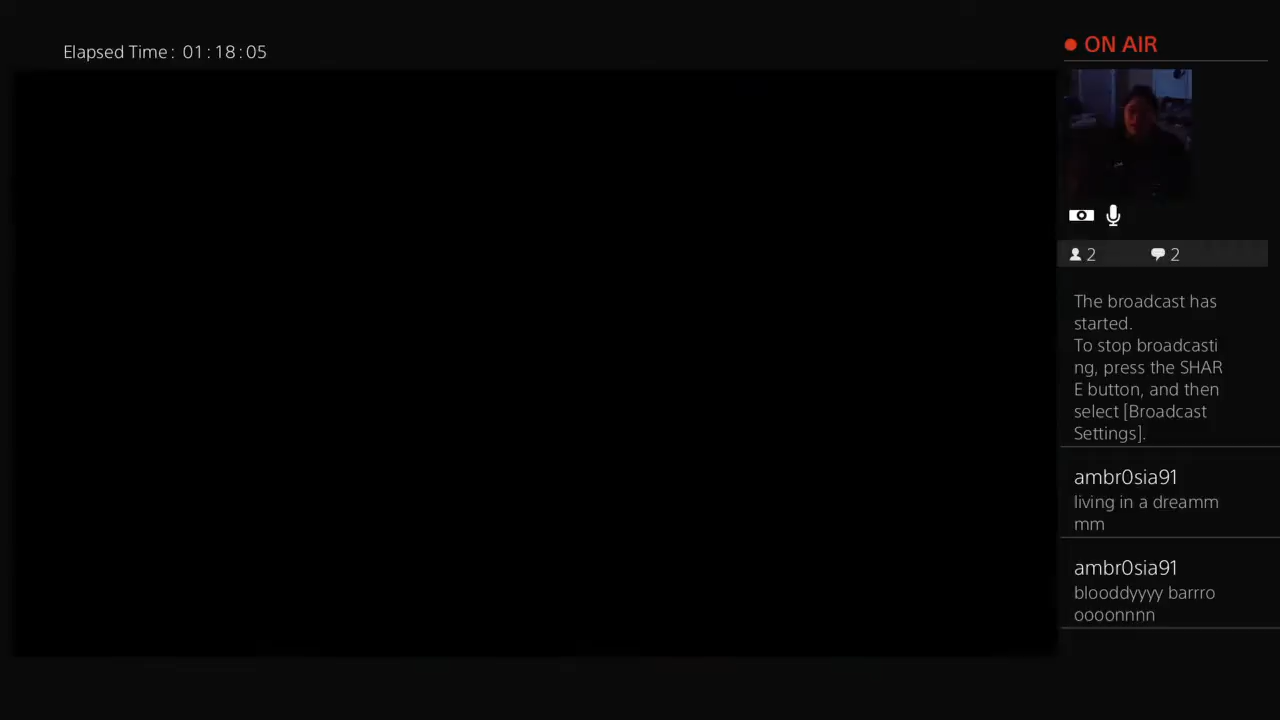 Elapsed Time: 01:18:05
ON AIR
2 2
The broadcast has
started.
To stop broadcasti
ng, press the SHAR
E button, and then
select [Broadcast
Settings].
ambr0sia91
living in a dreamm
mm
ambr0sia91
blooddyyyy barrro
oooonnnn